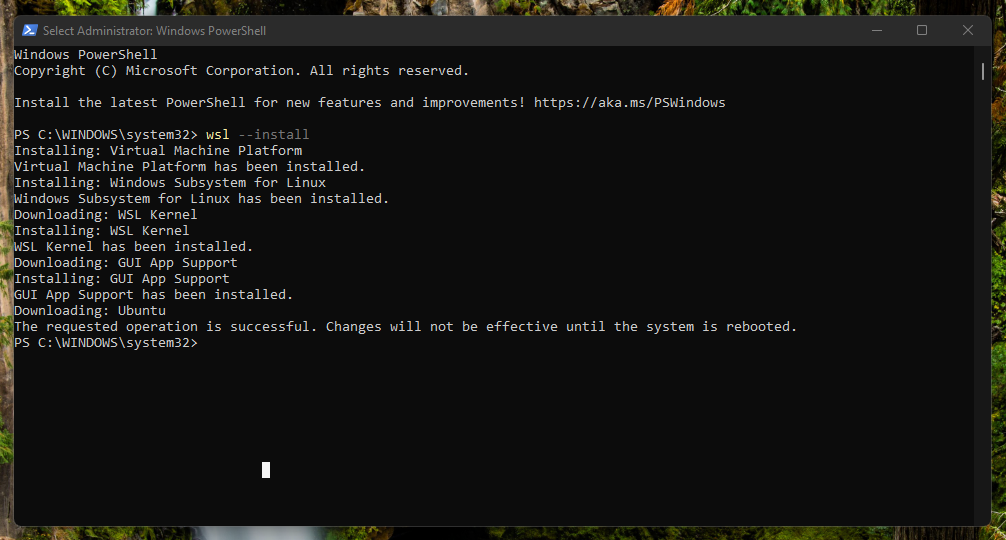 Select Administrator: Windows PowerShell
Windows PowerShell
Copyright (C) Microsoft Corporation. All rights reserved.
Install the latest PowerShell for new features and improvements! https://aka.ms/PSWindows
PS C:\WINDOWS\system32> wsl --install
Installing: Virtual Machine Platform
Virtual Machine Platform has been installed.
Installing: Windows Subsystem for Linux
Windows Subsystem for Linux has been installed.
Downloading: WSL Kernel
Installing: WSL Kernel
WSL Kernel has been installed.
Downloading: GUI App Support
Installing: GUI App Support
GUI App Support has been installed.
Downloading: Ubuntu
The requested operation is successful. Changes will not be effective until the system is rebooted.
PS C:\WINDOWS\system32>